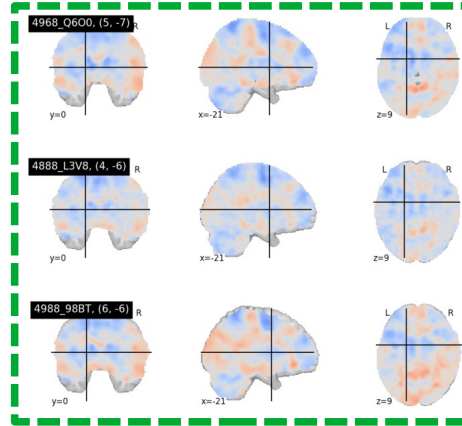 4968_Q6O0, (5, -7)
R
L R
y=0
x=-21
z=9
4888_L3V8, (4, -6)
R
L R
y=0
x=-21
z=9
4988_98BT, (6, -6)
R
L R
y=0
x=-21
z=9